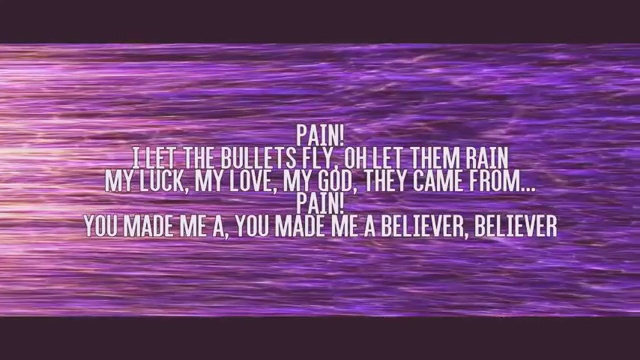 PAIN!
I LET THE BULLETS FLY, OH LET THEM RAIN
MY LUCK, MY LOVE, MY GOD, THEY CAME FROM...
PAIN!
YOU MADE ME A, YOU MADE ME A BELIEVER, BELIEVER